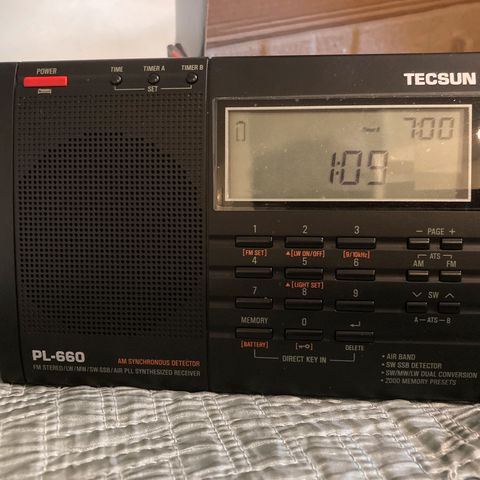 POWER
TIME TIMER A TIMER B
SET
TECSUN
7:00
1:09
1 2 3
[FM SET] ▲[LW ON/OFF] [9/10kHz]
4 5 6
▲[LIGHT SET]
7 8 9
MEMORY 0 ↵
[BATTERY] DELETE
DIRECT KEY IN
− PAGE +
ATS
AM FM
SW
A — ATS — B
PL-660
AM SYNCHRONOUS DETECTOR
FM STEREO/LW/MW/SW-SSB/AIR PLL SYNTHESIZED RECEIVER
• AIR BAND
• SW SSB DETECTOR
• SW/MW/LW DUAL CONVERSION
• 2000 MEMORY PRESETS